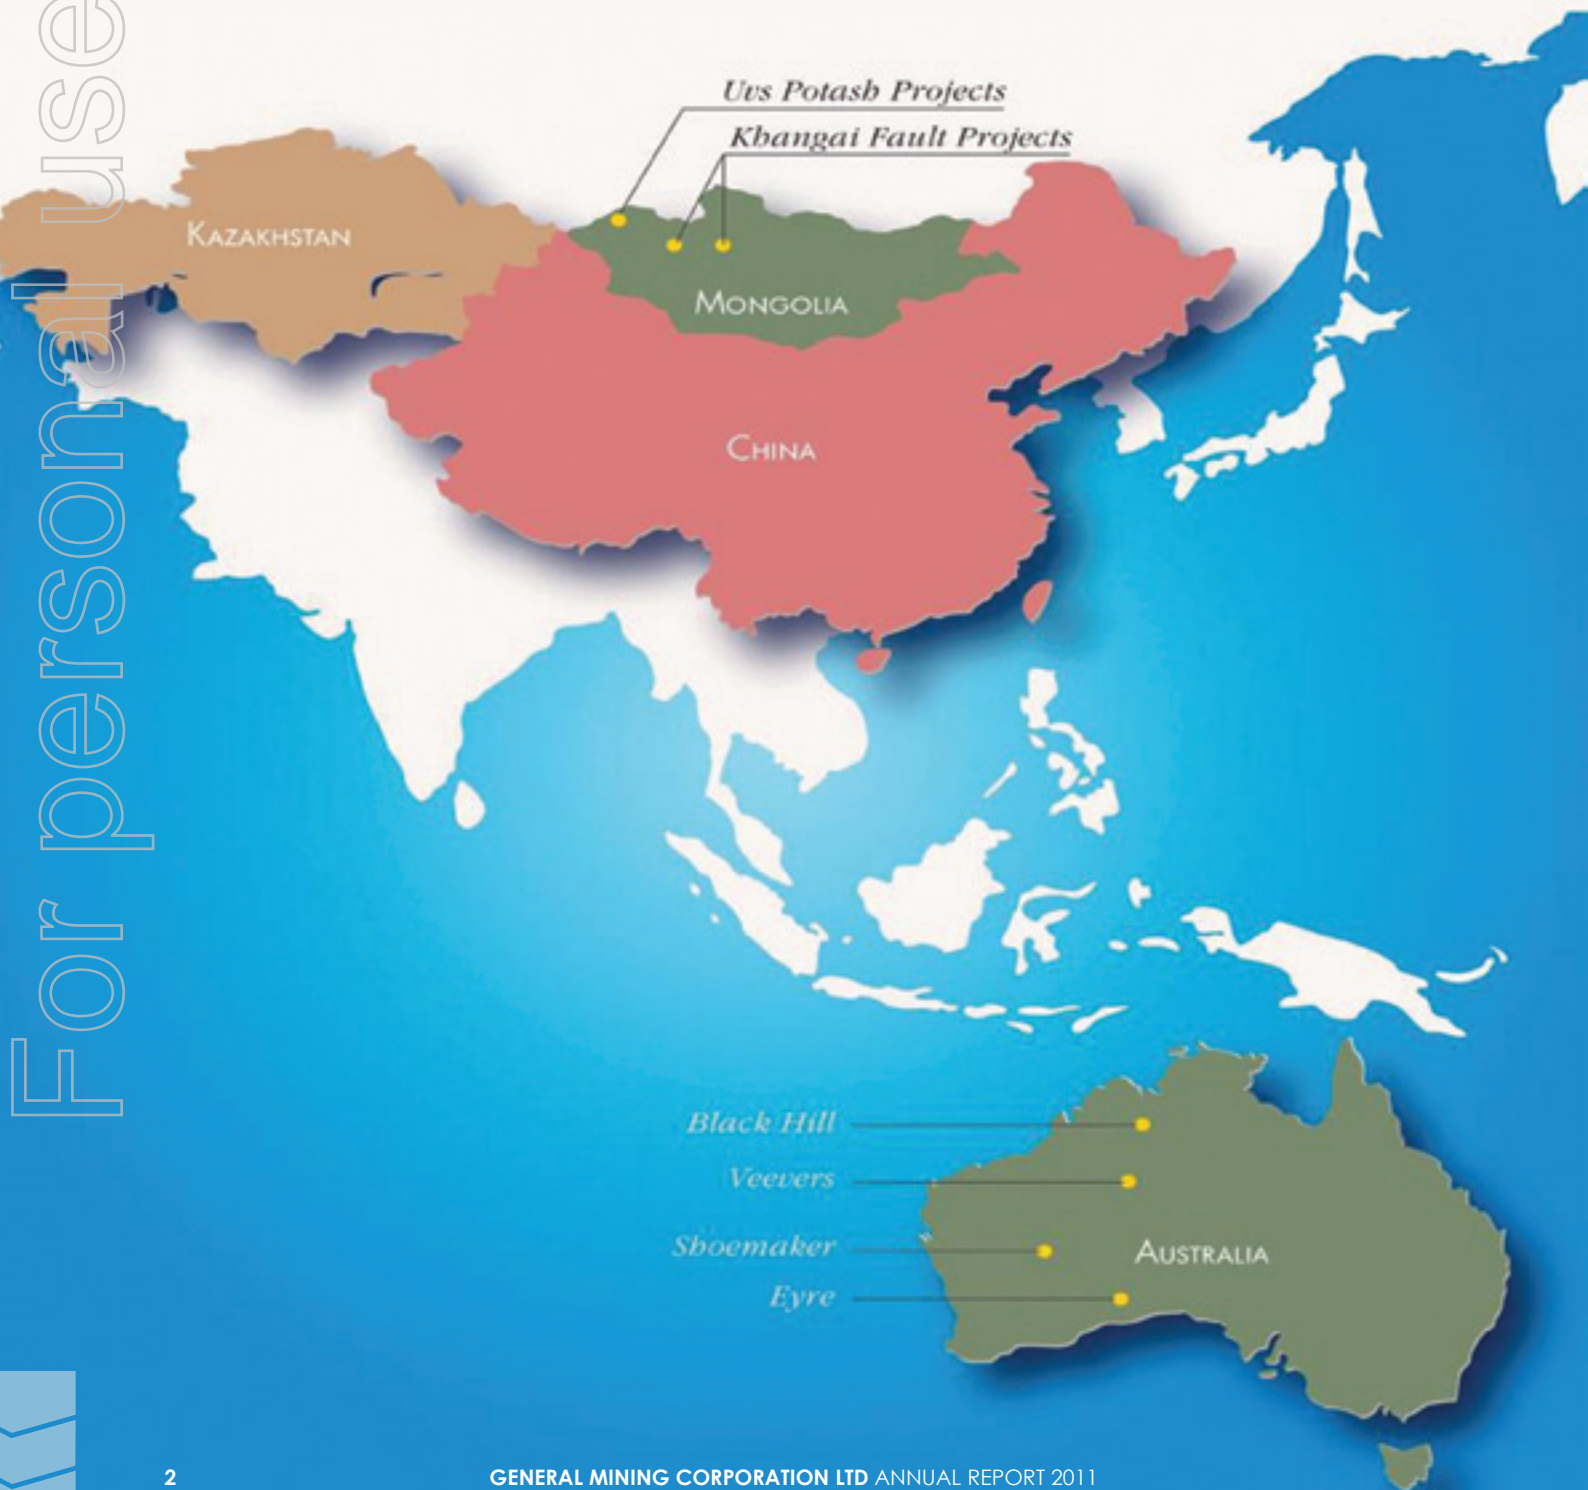 For personal use
Uvs Potash Projects
Khangai Fault Projects
KAZAKHSTAN
MONGOLIA
CHINA
Black Hill
Veevers
Shoemaker
AUSTRALIA
Eyre
2
GENERAL MINING CORPORATION LTD ANNUAL REPORT 2011